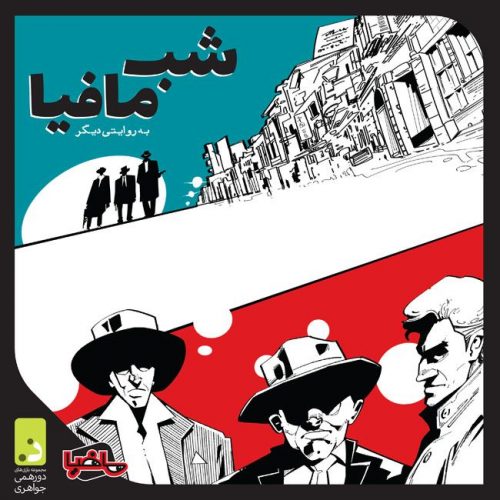 شب
مافیا
به روایتی دیگر
مافیا
مجموعه بازی‌های
دورهمی
جواهری